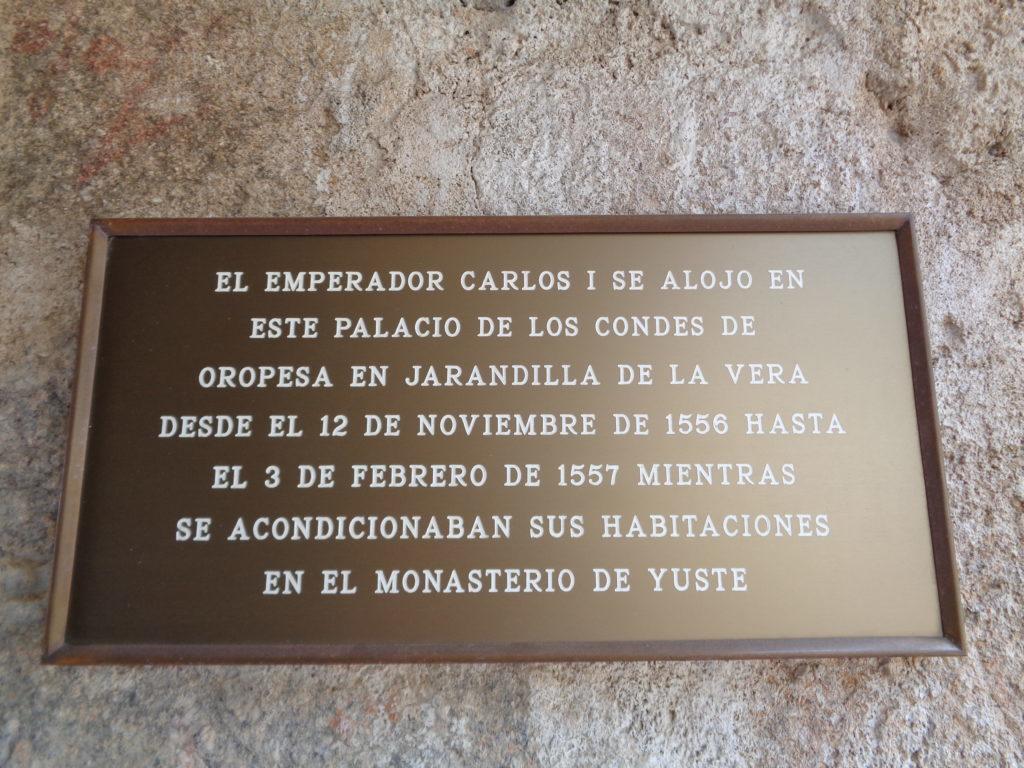 EL EMPERADOR CARLOS I SE ALOJO EN
ESTE PALACIO DE LOS CONDES DE
OROPESA EN JARANDILLA DE LA VERA
DESDE EL 12 DE NOVIEMBRE DE 1556 HASTA
EL 3 DE FEBRERO DE 1557 MIENTRAS
SE ACONDICIONABAN SUS HABITACIONES
EN EL MONASTERIO DE YUSTE